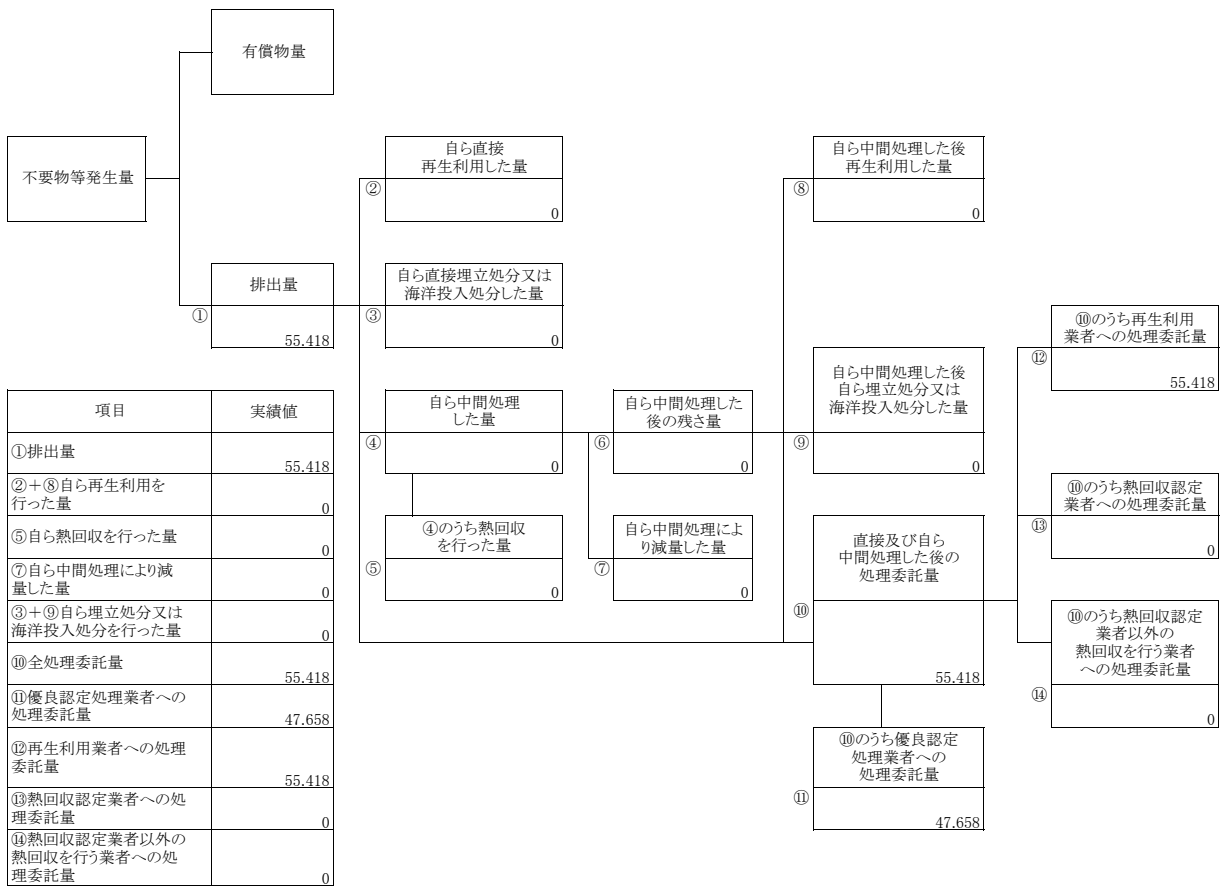 有償物量
不要物等発生量
自ら直接
再生利用した量
②
0
自ら中間処理した後
再生利用した量
⑧
0
排出量
①
55.418
自ら直接埋立処分又は
海洋投入処分した量
③
0
⑩のうち再生利用
業者への処理委託量
⑫
55.418
自ら中間処理した後
自ら埋立処分又は
海洋投入処分した量
⑨
0
自ら中間処理
した量
④
0
自ら中間処理した
後の残さ量
⑥
0
⑩のうち熱回収認定
業者への処理委託量
⑬
0
④のうち熱回収
を行った量
⑤
0
自ら中間処理によ
り減量した量
⑦
0
直接及び自ら
中間処理した後の
処理委託量
⑩
55.418
⑩のうち熱回収認定
業者以外の
熱回収を行う業者
への処理委託量
⑭
0
⑩のうち優良認定
処理業者への
処理委託量
⑪
47.658
項目 実績値
①排出量
55.418
②+⑧自ら再生利用を
行った量
0
⑤自ら熱回収を行った量
0
⑦自ら中間処理により減
量した量
0
③+⑨自ら埋立処分又は
海洋投入処分を行った量
0
⑩全処理委託量
55.418
⑪優良認定処理業者への
処理委託量
47.658
⑫再生利用業者への処理
委託量
55.418
⑬熱回収認定業者への処
理委託量
0
⑭熱回収認定業者以外の
熱回収を行う業者への処
理委託量
0